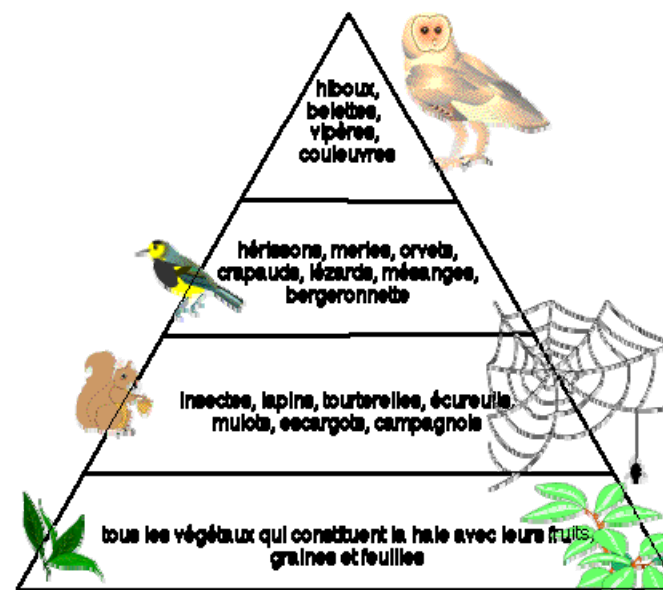 hiboux,
belettes,
vipères,
couleuvres
hérissons, merles, orvets,
crapauds, lézards, mésanges,
bergeronnette
insectes, lapins, tourterelles, écureuils,
mulots, escargots, campagnols
tous les végétaux qui constituent la haie avec leurs fruits,
graines et feuilles